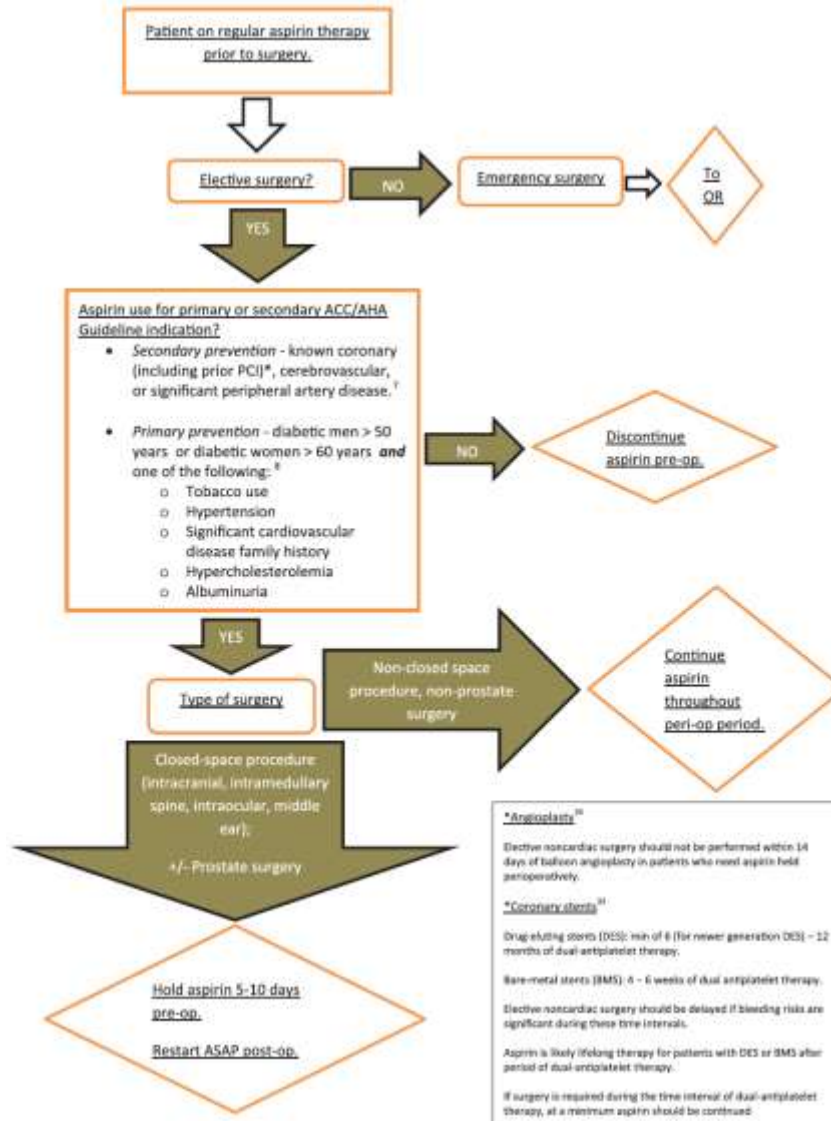 Patient on regular aspirin therapy
prior to surgery.
Elective surgery?
NO
Emergency surgery
To
OR
YES
Aspirin use for primary or secondary ACC/AHA
Guideline indication?
• Secondary prevention - known coronary
(including prior PCI)*, cerebrovascular,
or significant peripheral artery disease.7
• Primary prevention - diabetic men > 50
years or diabetic women > 60 years and
one of the following: 8
o Tobacco use
o Hypertension
o Significant cardiovascular
disease family history
o Hypercholesterolemia
o Albuminuria
NO
Discontinue
aspirin pre-op.
YES
Type of surgery
Non-closed space
procedure, non-prostate
surgery
Continue
aspirin
throughout
peri-op period.
Closed-space procedure
(intracranial, intramedullary
spine, intraocular, middle
ear);
+/- Prostate surgery
Hold aspirin 5-10 days
pre-op.
Restart ASAP post-op.
*Angioplasty
Elective noncardiac surgery should not be performed within 14
days of balloon angioplasty in patients who need aspirin held
perioperatively.
*Coronary stents
Drug-eluting stents (DES): min of 6 (for newer generation DES) – 12
months of dual-antiplatelet therapy.
Bare-metal stents (BMS): 4 – 6 weeks of dual antiplatelet therapy.
Elective noncardiac surgery should be delayed if bleeding risks are
significant during these time intervals.
Aspirin is likely lifelong therapy for patients with DES or BMS after
period of dual-antiplatelet therapy.
If surgery is required during the time interval of dual-antiplatelet
therapy, at a minimum aspirin should be continued